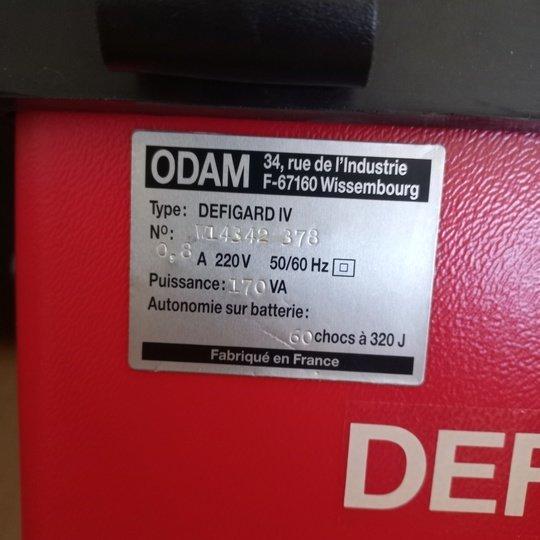 ODAM
34, rue de l'Industrie
F-67160 Wissembourg
Type: DEFIGARD IV
Nº: W14342 378
0,8 A 220V 50/60 Hz
Puissance: 170 VA
Autonomie sur batterie:
60 chocs à 320 J
Fabriqué en France
DEF